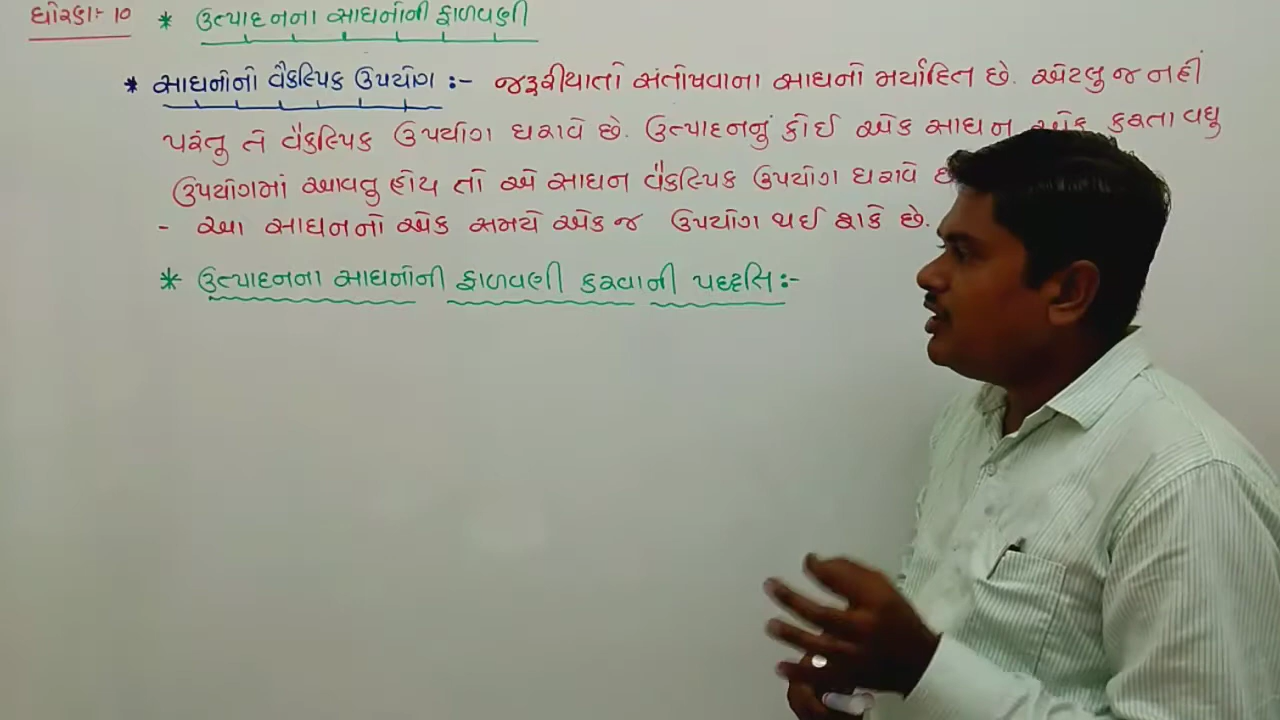 ધોરણઃ- ૧૦ * ઉત્પાદનના સાધનોની ફાળવણી
* સાધનોનો વૈકલ્પિક ઉપયોગ :- જરૂરીયાતો સંતોષવાના સાધનો મર્યાદિત છે. એટલુ જ નહી
પરંતુ તે વૈકલ્પિક ઉપયોગ ધરાવે છે. ઉત્પાદનનું કોઈ એક સાધન એક કરતા વધુ
ઉપયોગમાં આવતુ હોય તો એ સાધન વૈકલ્પિક ઉપયોગ ધરાવે
- આ સાધનનો એક સમયે એક જ ઉપયોગ થઈ શકે છે.
* ઉત્પાદનના સાધનોની ફાળવણી કરવાની પધ્ધતિ :-